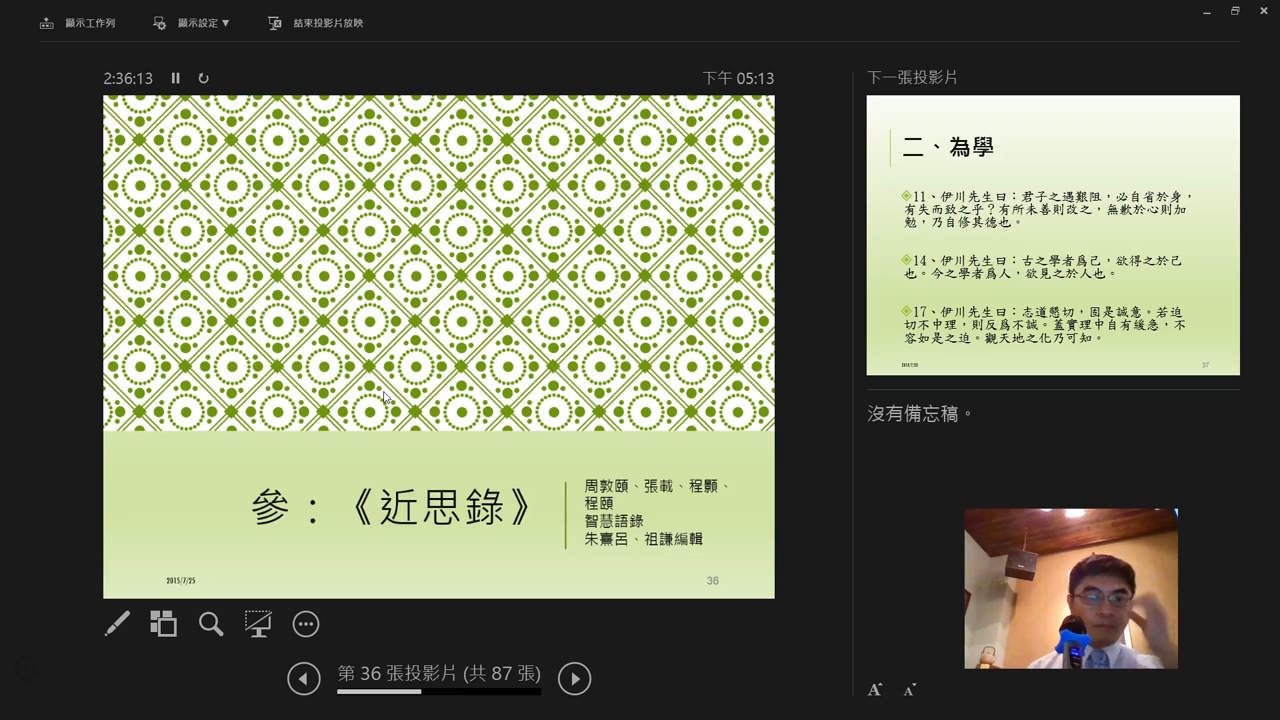 顯示工作列
顯示設定 ▼
結束投影片放映
2:36:13
下午 05:13
下一張投影片
二、為學
11、伊川先生曰：君子之遇艱阻，必自省於身，
有失而致之乎？有所未善則改之，無歉於心則加
勉，乃自修其德也。
14、伊川先生曰：古之學者為己，欲得之於己
也。今之學者為人，欲見之於人也。
17、伊川先生曰：志道懇切，固是誠意。若迫
切不中理，則反為不誠。蓋實理中自有緩急，不
容如是之迫。觀天地之化乃可知。
37
沒有備忘稿。
參：《近思錄》
周敦頤、張載、程顥、
程頤
智慧語錄
朱熹呂、祖謙編輯
2015/7/25
36
第 36 張投影片 (共 87 張)
A
A